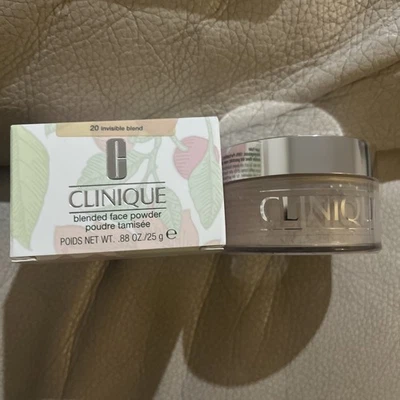 20 invisible blend
CLINIQUE
blended face powder
poudre tamisée
POIDS NET WT. .88 OZ./25 g ℮
CLINIQUE